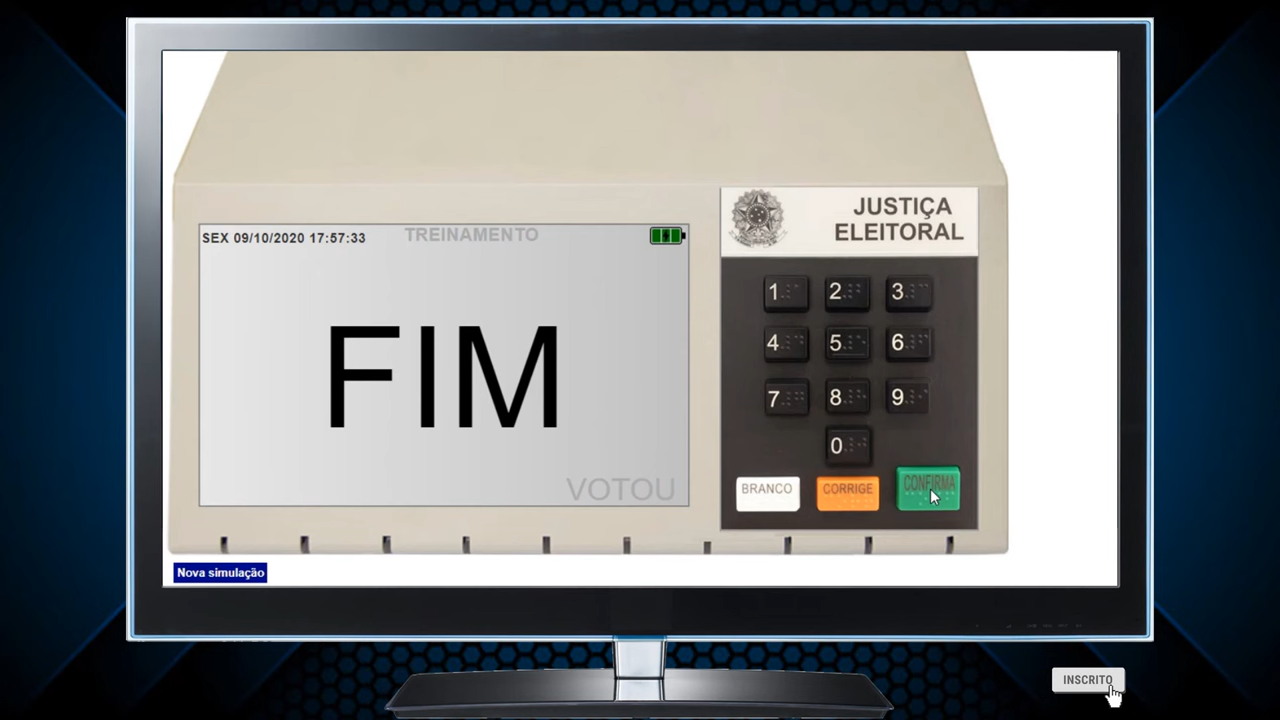 SEX 09/10/2020 17:57:33
TREINAMENTO
FIM
VOTOU
JUSTIÇA
ELEITORAL
1 2 3
4 5 6
7 8 9
0
BRANCO CORRIGE CONFIRMA
Nova simulação
INSCRITO